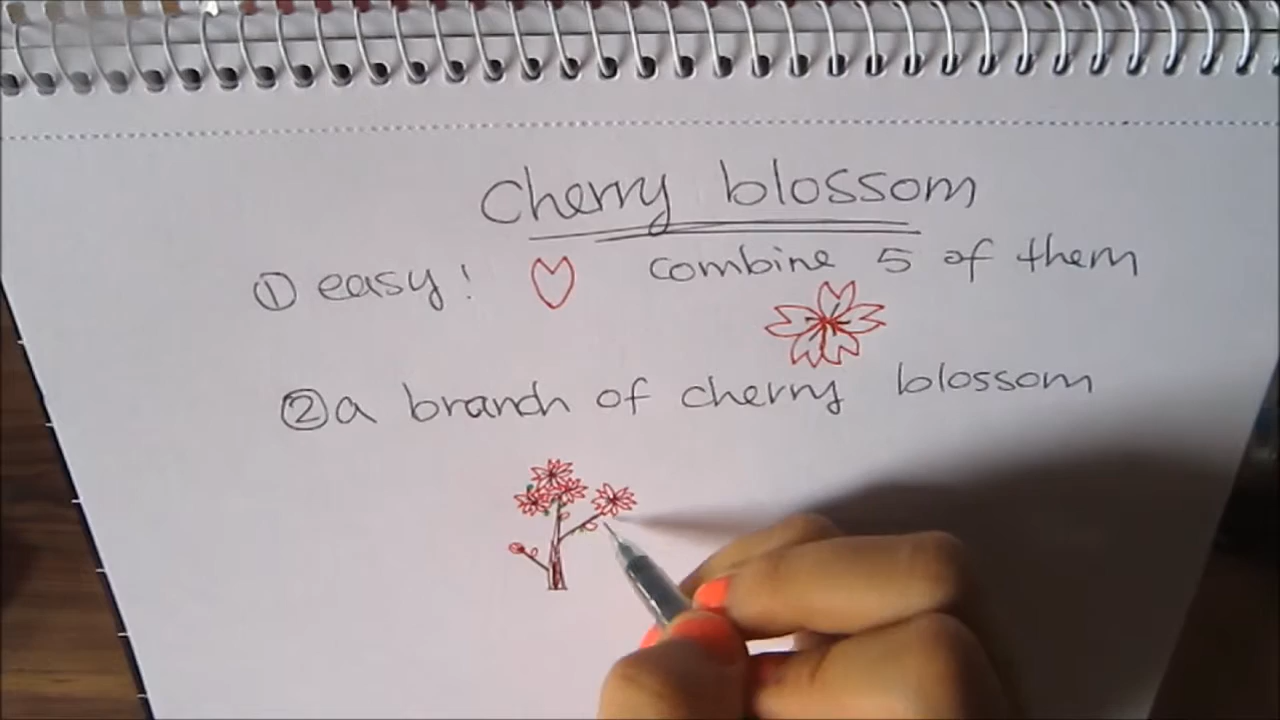 Cherry blossom
① easy! combine 5 of them
② a branch of cherry blossom